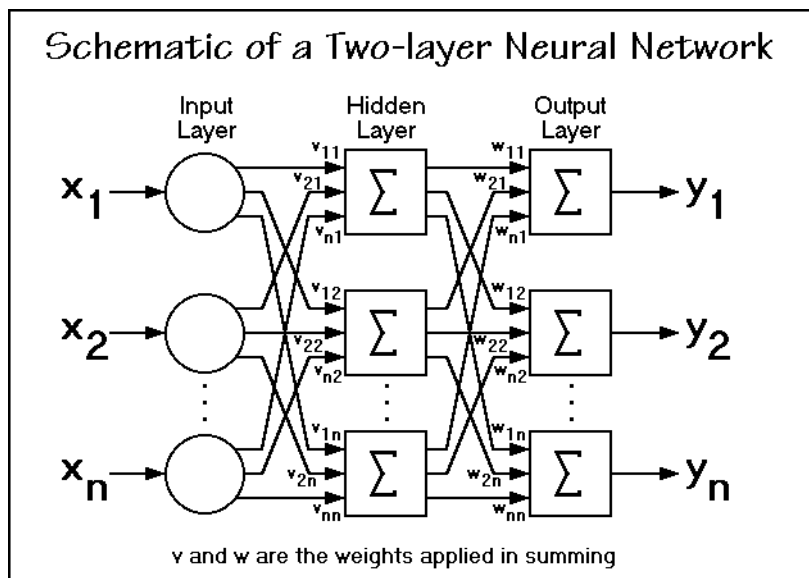 Schematic of a Two-layer Neural Network
Input Layer
Hidden Layer
Output Layer
x1 v11 w11 y1
v21 w21
Σ Σ
vn1 wn1
v12 w12
x2 Σ Σ y2
v22 w22
vn2 wn2
v1n w1n
xn Σ Σ yn
v2n w2n
vnn wnn
v and w are the weights applied in summing